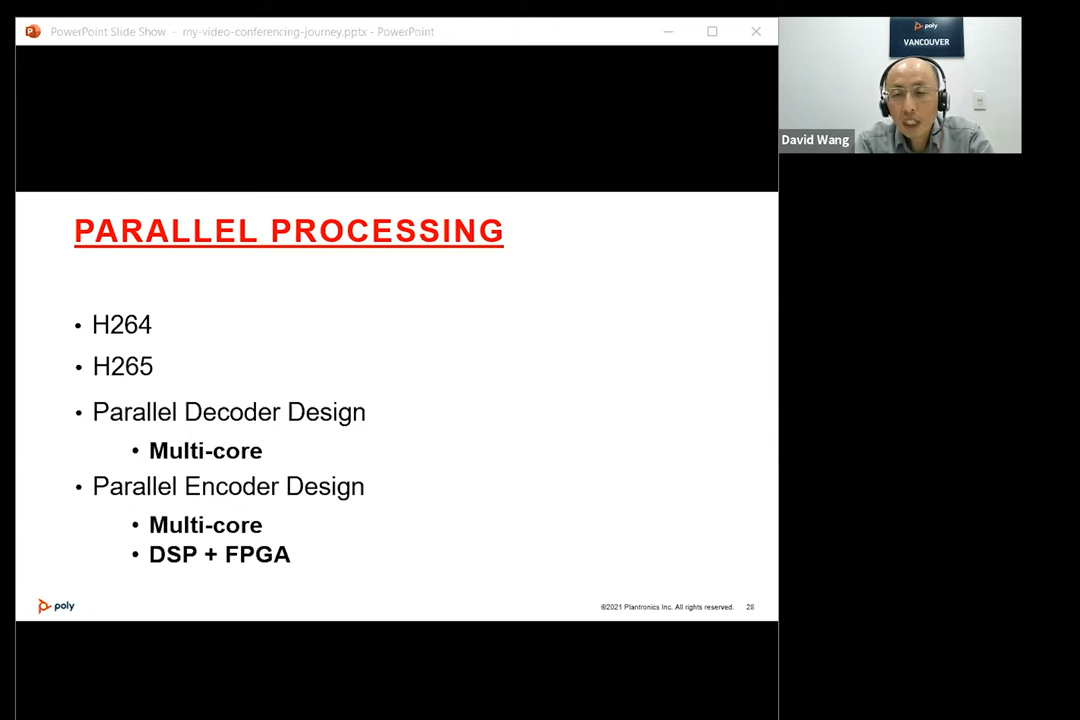 PowerPoint Slide Show - my-video-conferencing-journey.pptx - PowerPoint
poly
VANCOUVER
David Wang
PARALLEL PROCESSING
• H264
• H265
• Parallel Decoder Design
• Multi-core
• Parallel Encoder Design
• Multi-core
• DSP + FPGA
poly
©2021 Plantronics Inc. All rights reserved. 28